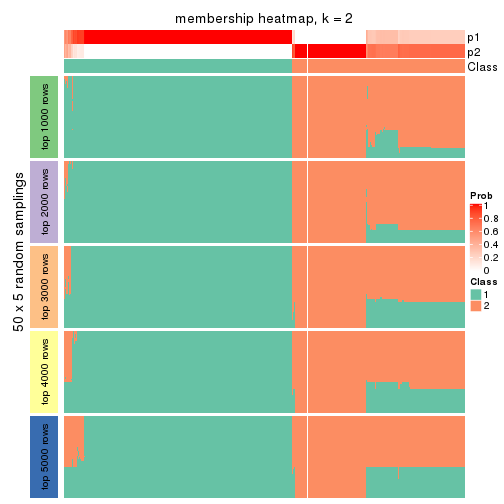 membership heatmap, k = 2
p1
p2
Class
50 x 5 random samplings
top 1000 rows
top 2000 rows
top 3000 rows
top 4000 rows
top 5000 rows
Prob
1
0.8
0.6
0.4
0.2
0
Class
1
2